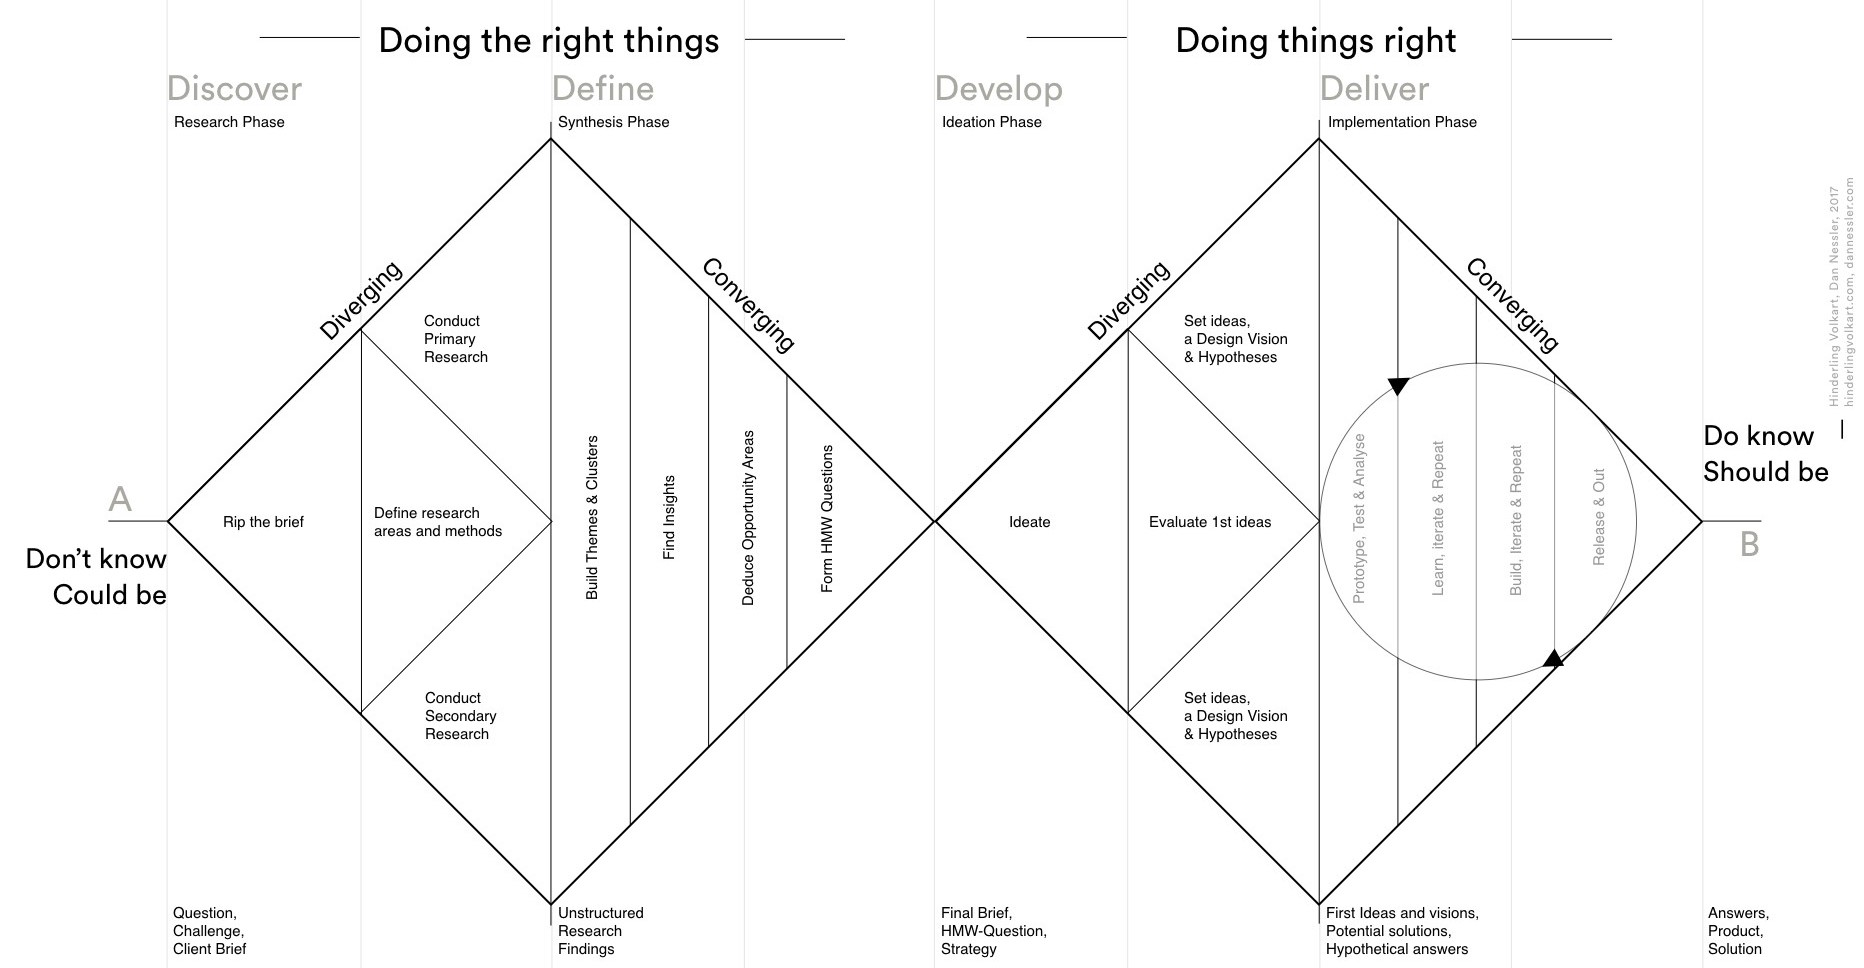 Doing the right things
Doing things right
Discover
Define
Develop
Deliver
Research Phase
Synthesis Phase
Ideation Phase
Implementation Phase
Diverging
Converging
Diverging
Converging
Conduct
Primary
Research
Set ideas,
a Design Vision
& Hypotheses
A
Don’t know
Could be
Rip the brief
Define research
areas and methods
Build Themes & Clusters
Find Insights
Deduce Opportunity Areas
Form HMW Questions
Ideate
Evaluate 1st ideas
Prototype, Test & Analyse
Learn, iterate & Repeat
Build, Iterate & Repeat
Release & Out
Do know
Should be
B
Conduct
Secondary
Research
Set ideas,
a Design Vision
& Hypotheses
Question,
Challenge,
Client Brief
Unstructured
Research
Findings
Final Brief,
HMW-Question,
Strategy
First Ideas and visions,
Potential solutions,
Hypothetical answers
Answers,
Product,
Solution
Hinderling Volkart, Dan Nessler, 2017
hinderlingvolkart.com, dannessler.com